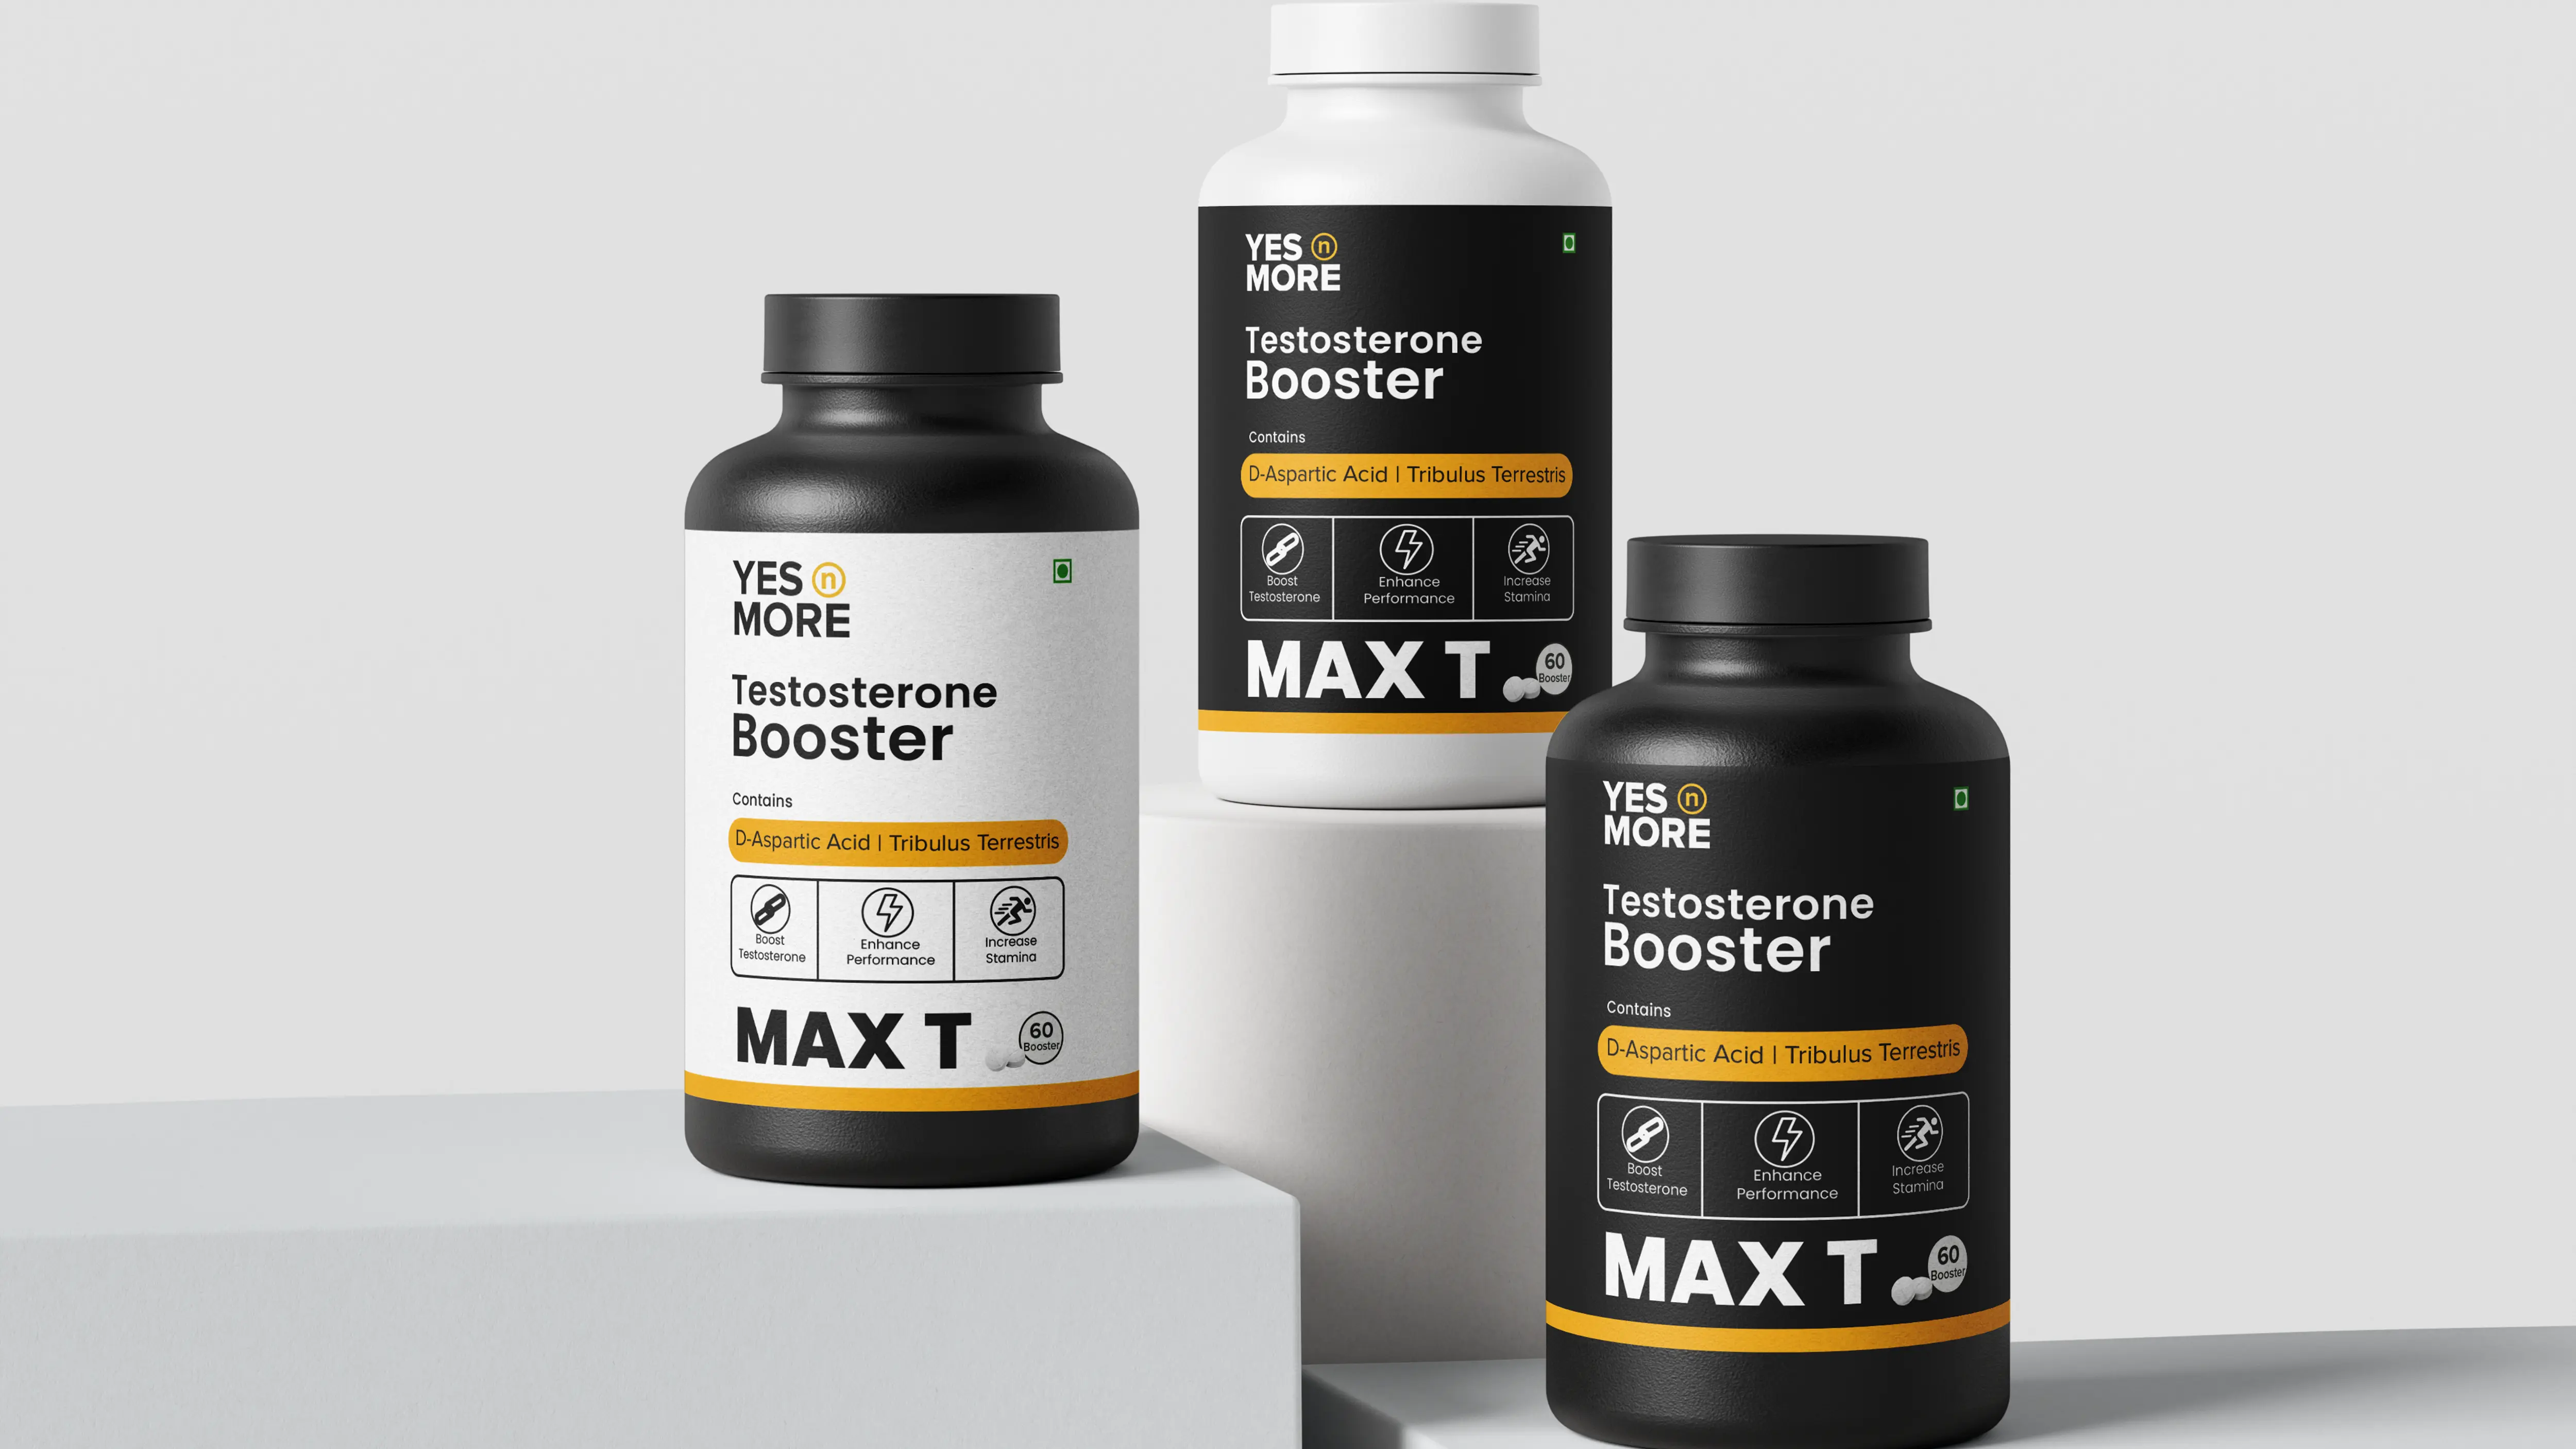 YES n
MORE
Testosterone
Booster
Contains
D-Aspartic Acid | Tribulus Terrestris
Boost
Testosterone
Enhance
Performance
Increase
Stamina
MAX T
60
Booster
YES n
MORE
Testosterone
Booster
Contains
D-Aspartic Acid | Tribulus Terrestris
Boost
Testosterone
Enhance
Performance
Increase
Stamina
MAX T
60
Booster
YES n
MORE
Testosterone
Booster
Contains
D-Aspartic Acid | Tribulus Terrestris
Boost
Testosterone
Enhance
Performance
Increase
Stamina
MAX T
60
Booster